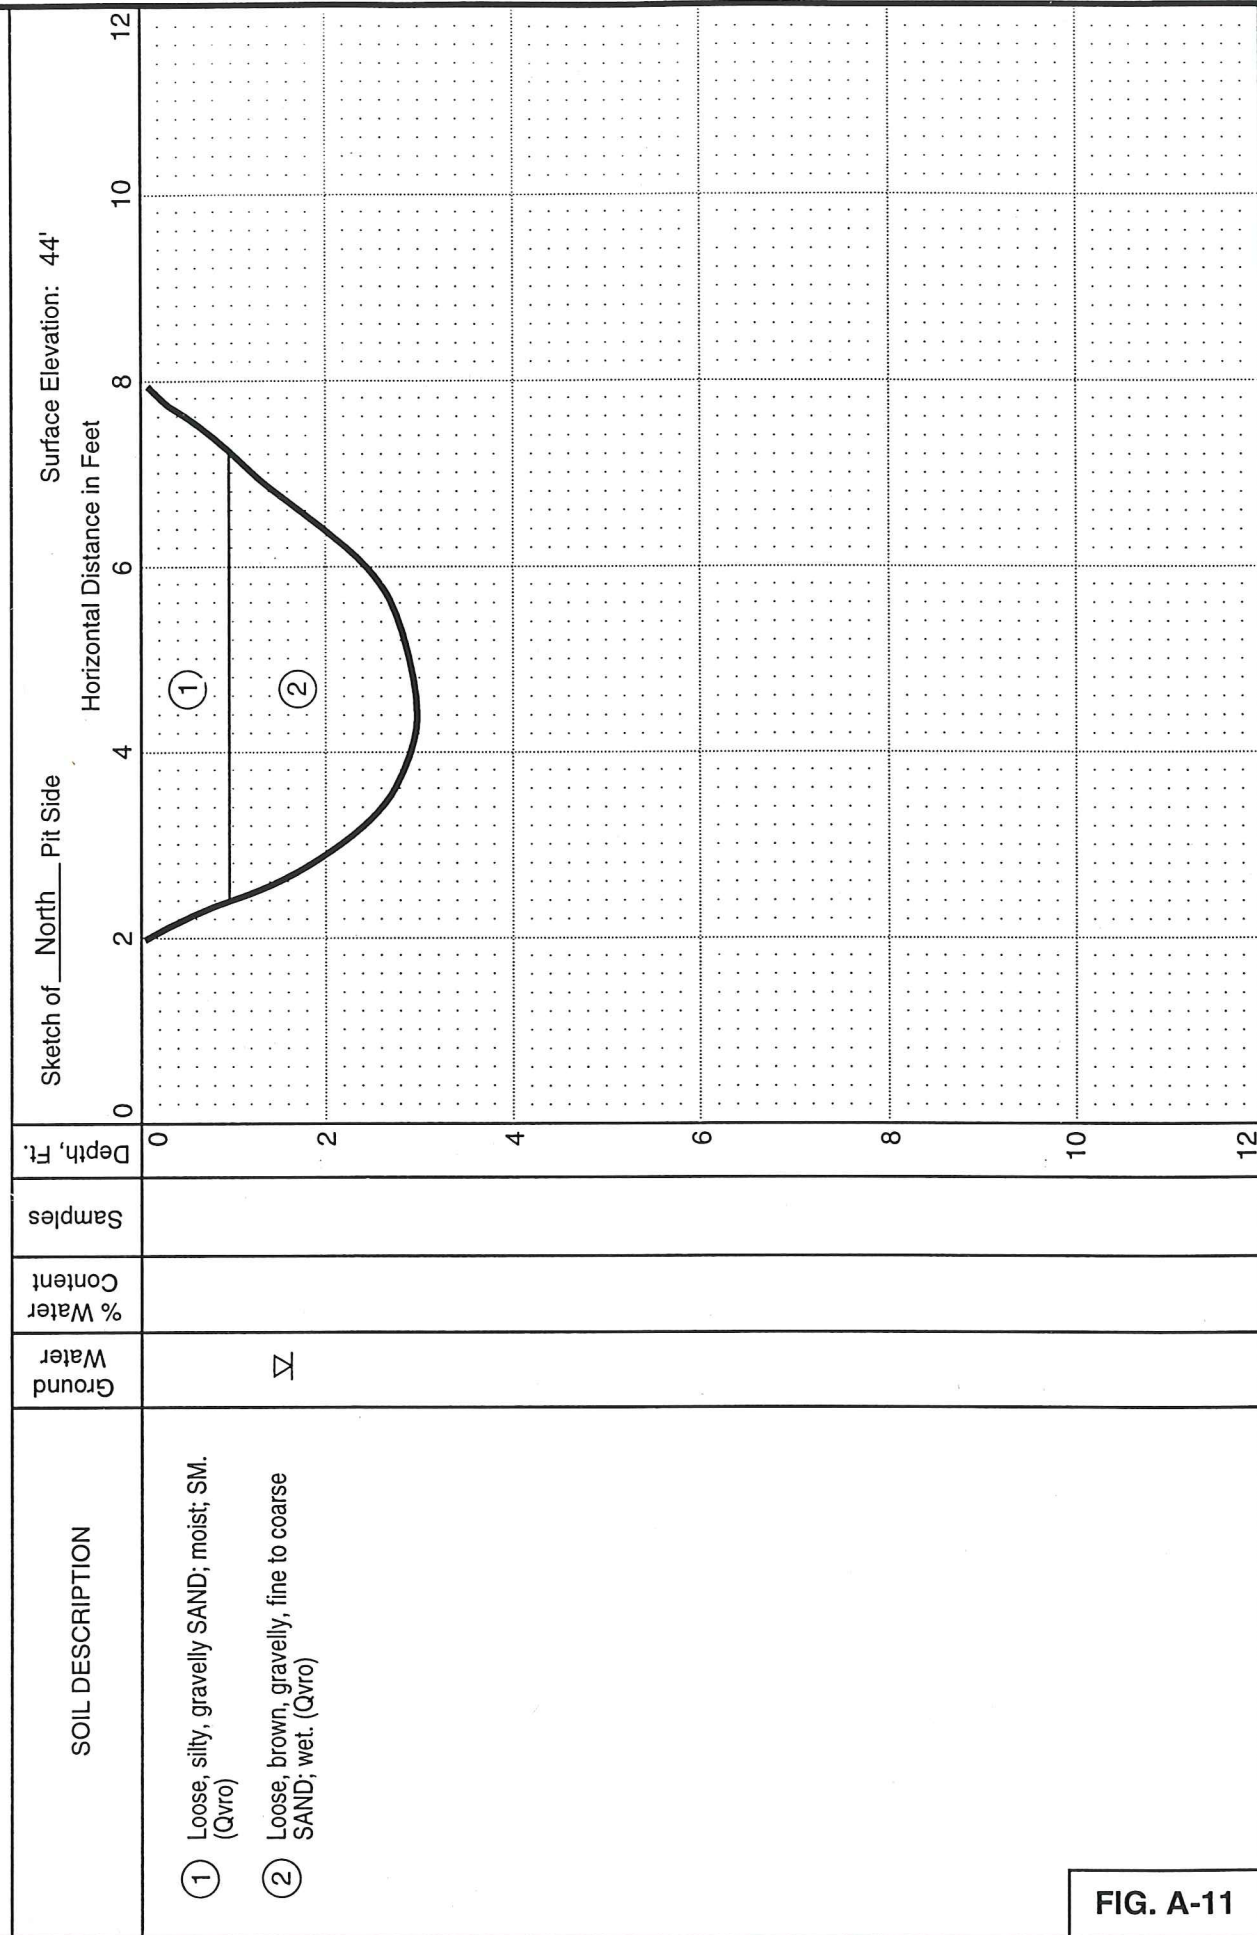 SOIL DESCRIPTION
Ground
Water
% Water
Content
Samples
Depth, Ft.
Sketch of North Pit Side
Surface Elevation: 44'
Horizontal Distance in Feet
0 2 4 6 8 10 12
① Loose, silty, gravelly SAND; moist; SM.
(Qvro)
② Loose, brown, gravelly, fine to coarse
SAND; wet. (Qvro)
0
2
4
6
8
10
12
①
②
FIG. A-11